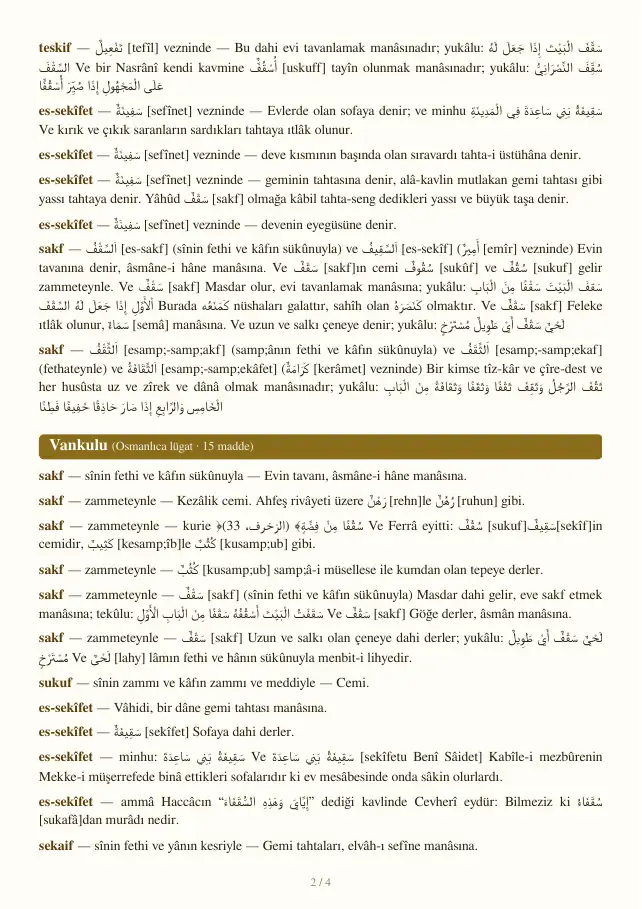 teskif — تَفْعِيلٌ [tefîl] vezninde — Bu dahi evi tavanlamak manâsınadır; yukâlu: سَقَّفَ الْبَيْتَ إِذَا جَعَلَ لَهُ
السَّقْفَ Ve bir Nasrânî kendi kavmine أُسْقُفٌّ [uskuff] tayîn olunmak manâsınadır; yukâlu: سُقِّفَ النَّصْرَانِيُّ
عَلَى الْمَجْهُولِ إِذَا صُيِّرَ أُسْقُفًّا
es-sekîfet — سَفِينَةٌ [sefînet] vezninde — Evlerde olan sofaya denir; ve minhu سَقِيفَةُ بَنِي سَاعِدَةَ فِي الْمَدِينَةِ
Ve kırık ve çıkık saranların sardıkları tahtaya ıtlâk olunur.
es-sekîfet — سَفِينَةٌ [sefînet] vezninde — deve kısmının başında olan sıravardı tahta-i üstühâna denir.
es-sekîfet — سَفِينَةٌ [sefînet] vezninde — geminin tahtasına denir, alâ-kavlin mutlakan gemi tahtası gibi
yassı tahtaya denir. Yâhûd سَقْفٌ [sakf] olmağa kâbil tahta-seng dedikleri yassı ve büyük taşa denir.
es-sekîfet — سَفِينَةٌ [sefînet] vezninde — devenin eyegüsüne denir.
sakf — اَلسَّقْفُ [es-sakf] (sînin fethi ve kâfın sükûnuyla) ve اَلسَّقِيفُ [es-sekîf] (أَمِيرٌ [emîr] vezninde) Evin
tavanına denir, âsmâne-i hâne manâsına. Ve سَقْفٌ [sakf]ın cemi سُقُوفٌ [sukûf] ve سُقُفٌ [sukuf] gelir
zammeteynle. Ve سَقْفٌ [sakf] Masdar olur, evi tavanlamak manâsına; yukâlu: سَقَفَ الْبَيْتَ سَقْفًا مِنَ الْبَابِ
الْأَوَّلِ إِذَا جَعَلَ لَهُ السَّقْفَ Burada كَمَنَعَهُ nüshaları galattır, sahîh olan كَنَصَرَهُ olmaktır. Ve سَقْفٌ [sakf] Feleke
ıtlâk olunur, سَمَاءٌ [semâ] manâsına. Ve uzun ve salkı çeneye denir; yukâlu: لَحْيٌ سَقْفٌ أَيْ طَوِيلٌ مُسْتَرْخٍ
sakf — اَلثَّقْفُ [esamp;-samp;akf] (samp;ânın fethi ve kâfın sükûnuyla) ve اَلثَّقَفُ [esamp;-samp;ekaf]
(fethateynle) ve اَلثَّقَافَةُ [esamp;-samp;ekâfet] (كَرَامَةٌ [kerâmet] vezninde) Bir kimse tîz-kâr ve çîre-dest ve
her husûsta uz ve zîrek ve dânâ olmak manâsınadır; yukâlu: ثَقُفَ الرَّجُلُ وَثَقِفَ ثَقْفًا وَثَقَفًا وَثَقَافَةً مِنَ الْبَابِ
الْخَامِسِ وَالرَّابِعِ إِذَا صَارَ حَاذِقًا خَفِيفًا فَطِنًا
Vankulu (Osmanlıca lügat · 15 madde)
sakf — sînin fethi ve kâfın sükûnuyla — Evin tavanı, âsmâne-i hâne manâsına.
sakf — zammeteynle — Kezâlik cemi. Ahfeş rivâyeti üzere رَهْنٌ [rehn]le رُهُنٌ [ruhun] gibi.
sakf — zammeteynle — kurie ﴿سُقُفًا مِنْ فِضَّةٍ﴾ (الزخرف، 33) Ve Ferrâ eyitti: سُقُفٌ [sukuf]سَقِيفٌ[sekîf]in
cemidir, كَثِيبٌ [kesamp;îb]le كُثُبٌ [kusamp;ub] gibi.
sakf — zammeteynle — كُثُبٌ [kusamp;ub] samp;â-i müsellese ile kumdan olan tepeye derler.
sakf — zammeteynle — سَقْفٌ [sakf] (sînin fethi ve kâfın sükûnuyla) Masdar dahi gelir, eve sakf etmek
manâsına; tekûlu: سَقَفْتُ الْبَيْتَ أَسْقُفُهُ سَقْفًا مِنَ الْبَابِ الْأَوَّلِ Ve سَقْفٌ [sakf] Göğe derler, âsmân manâsına.
sakf — zammeteynle — سَقْفٌ [sakf] Uzun ve salkı olan çeneye dahi derler; yukâlu: لَحْيٌ سَقْفٌ أَيْ طَوِيلٌ
مُسْتَرْخٍ Ve لَحْيٌ [lahy] lâmın fethi ve hânın sükûnuyla menbit-i lihyedir.
sukuf — sînin zammı ve kâfın zammı ve meddiyle — Cemi.
es-sekîfet — Vâhidi, bir dâne gemi tahtası manâsına.
es-sekîfet — سَقِيفَةٌ [sekîfet] Sofaya dahi derler.
es-sekîfet — minhu: سَقِيفَةُ بَنِي سَاعِدَةَ Ve سَقِيفَةُ بَنِي سَاعِدَةَ [sekîfetu Benî Sâidet] Kabîle-i mezbûrenin
Mekke-i müşerrefede binâ ettikleri sofalarıdır ki ev mesâbesinde onda sâkin olurlardı.
es-sekîfet — ammâ Haccâcın “إِيَّايَ وَهَذِهِ السُّقَفَاءَ” dediği kavlinde Cevherî eydür: Bilmeziz ki سُقَفَاءُ
[sukafâ]dan murâdı nedir.
sekaif — sînin fethi ve yânın kesriyle — Gemi tahtaları, elvâh-ı sefîne manâsına.
2 / 4